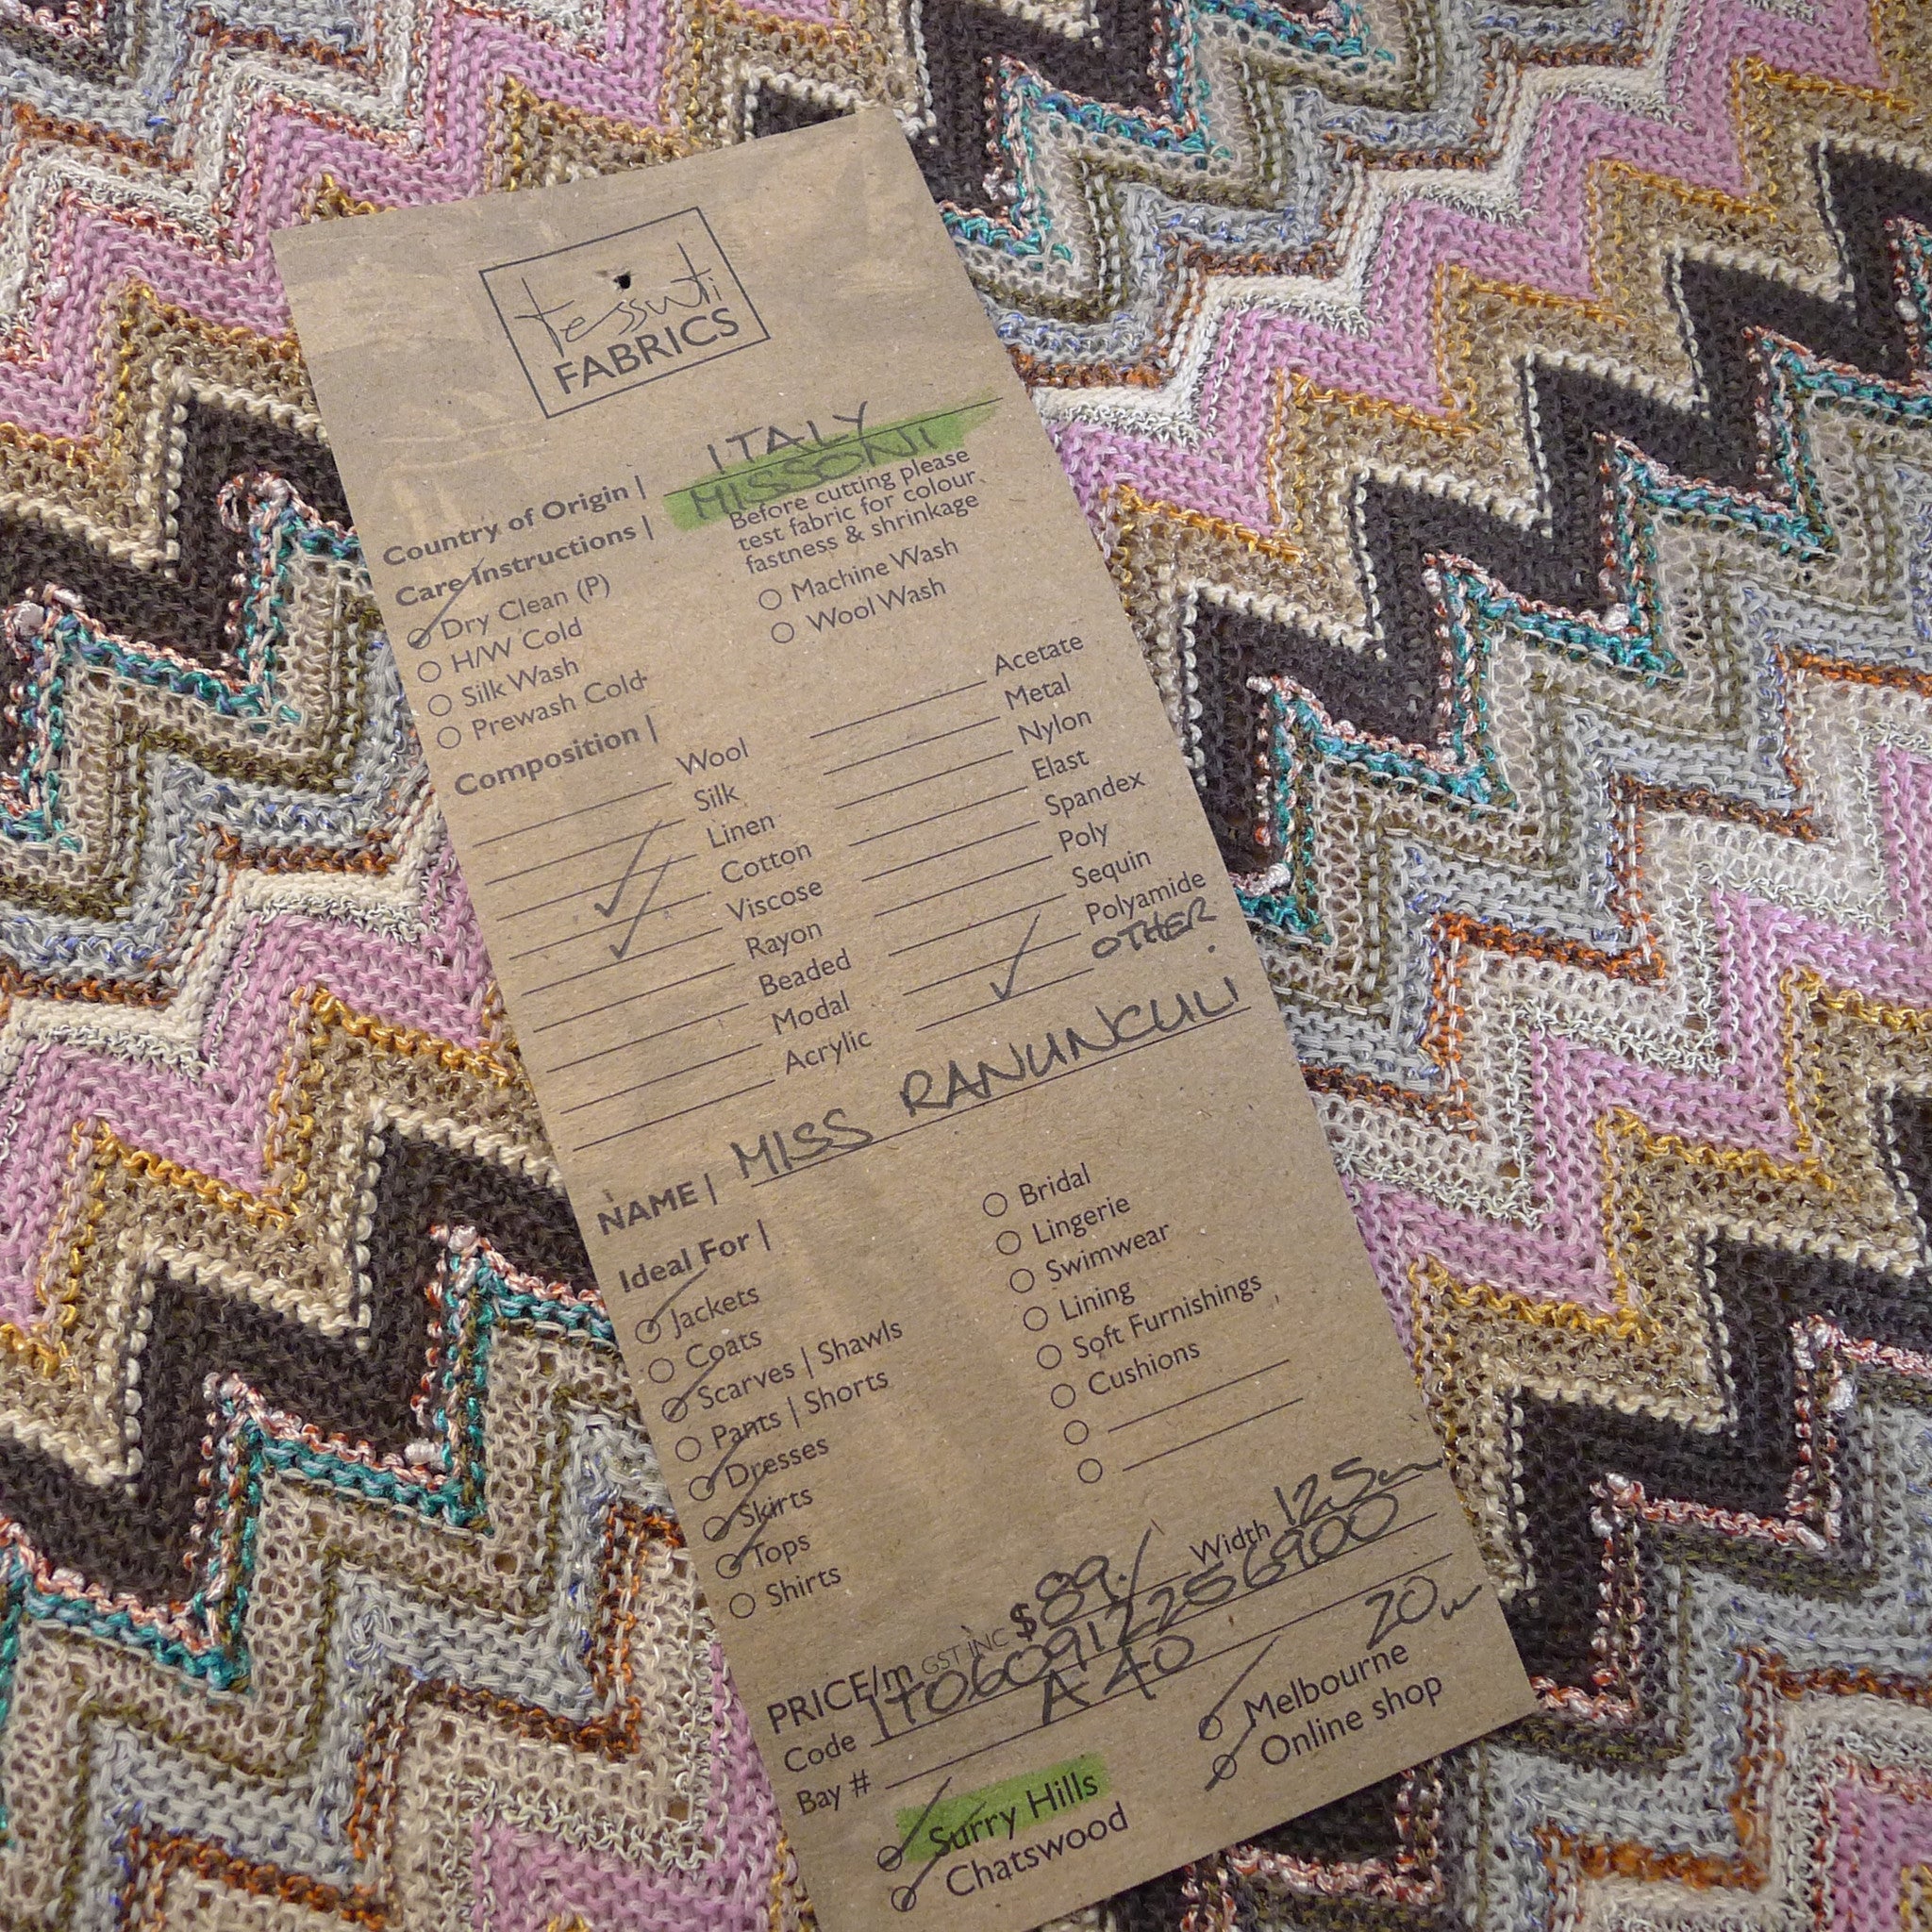 tessuti
FABRICS
Country of Origin | ITALY
MISSONI
Care Instructions | Before cutting please
test fabric for colour
fastness & shrinkage
Dry Clean (P)
H/W Cold
Silk Wash
Prewash Cold
Machine Wash
Wool Wash
Composition |
Wool
Silk
Linen
Cotton
Viscose
Rayon
Beaded
Modal
Acrylic
Acetate
Metal
Nylon
Elast
Spandex
Poly
Sequin
Polyamide
OTHER.
NAME | MISS RANUNCULI
Ideal For |
Jackets
Coats
Scarves | Shawls
Pants | Shorts
Dresses
Skirts
Tops
Shirts
Bridal
Lingerie
Swimwear
Lining
Soft Furnishings
Cushions
PRICE/m GST INC $89./ Width 125cm
Code 1T060912256900
Bay # A40
Surry Hills
Chatswood
Melbourne
Online shop